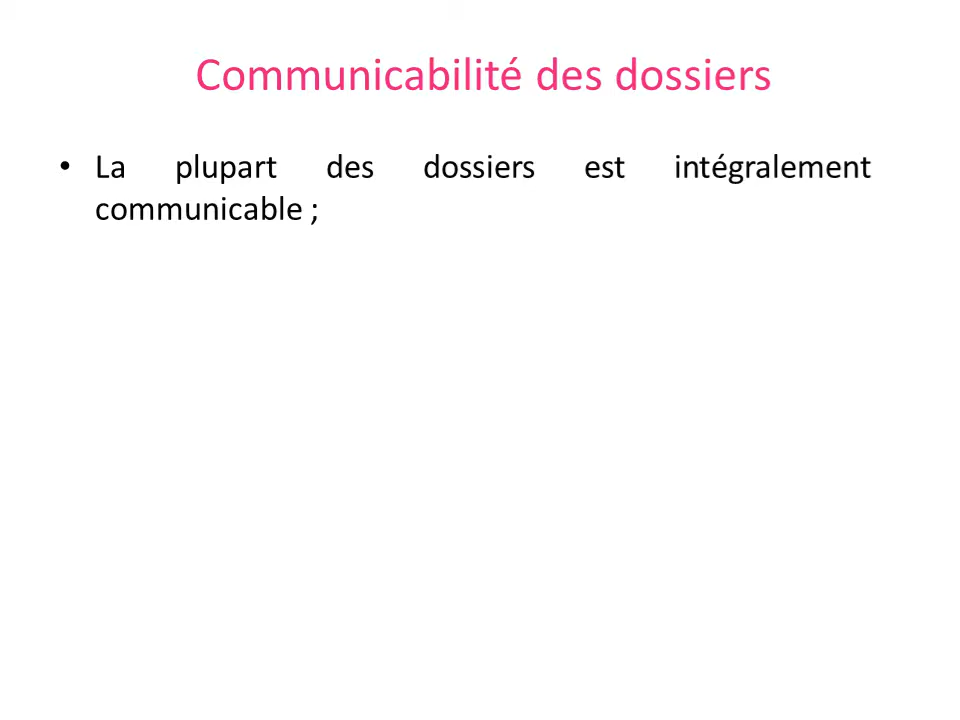 Communicabilité des dossiers
• La plupart des dossiers est intégralement
communicable ;